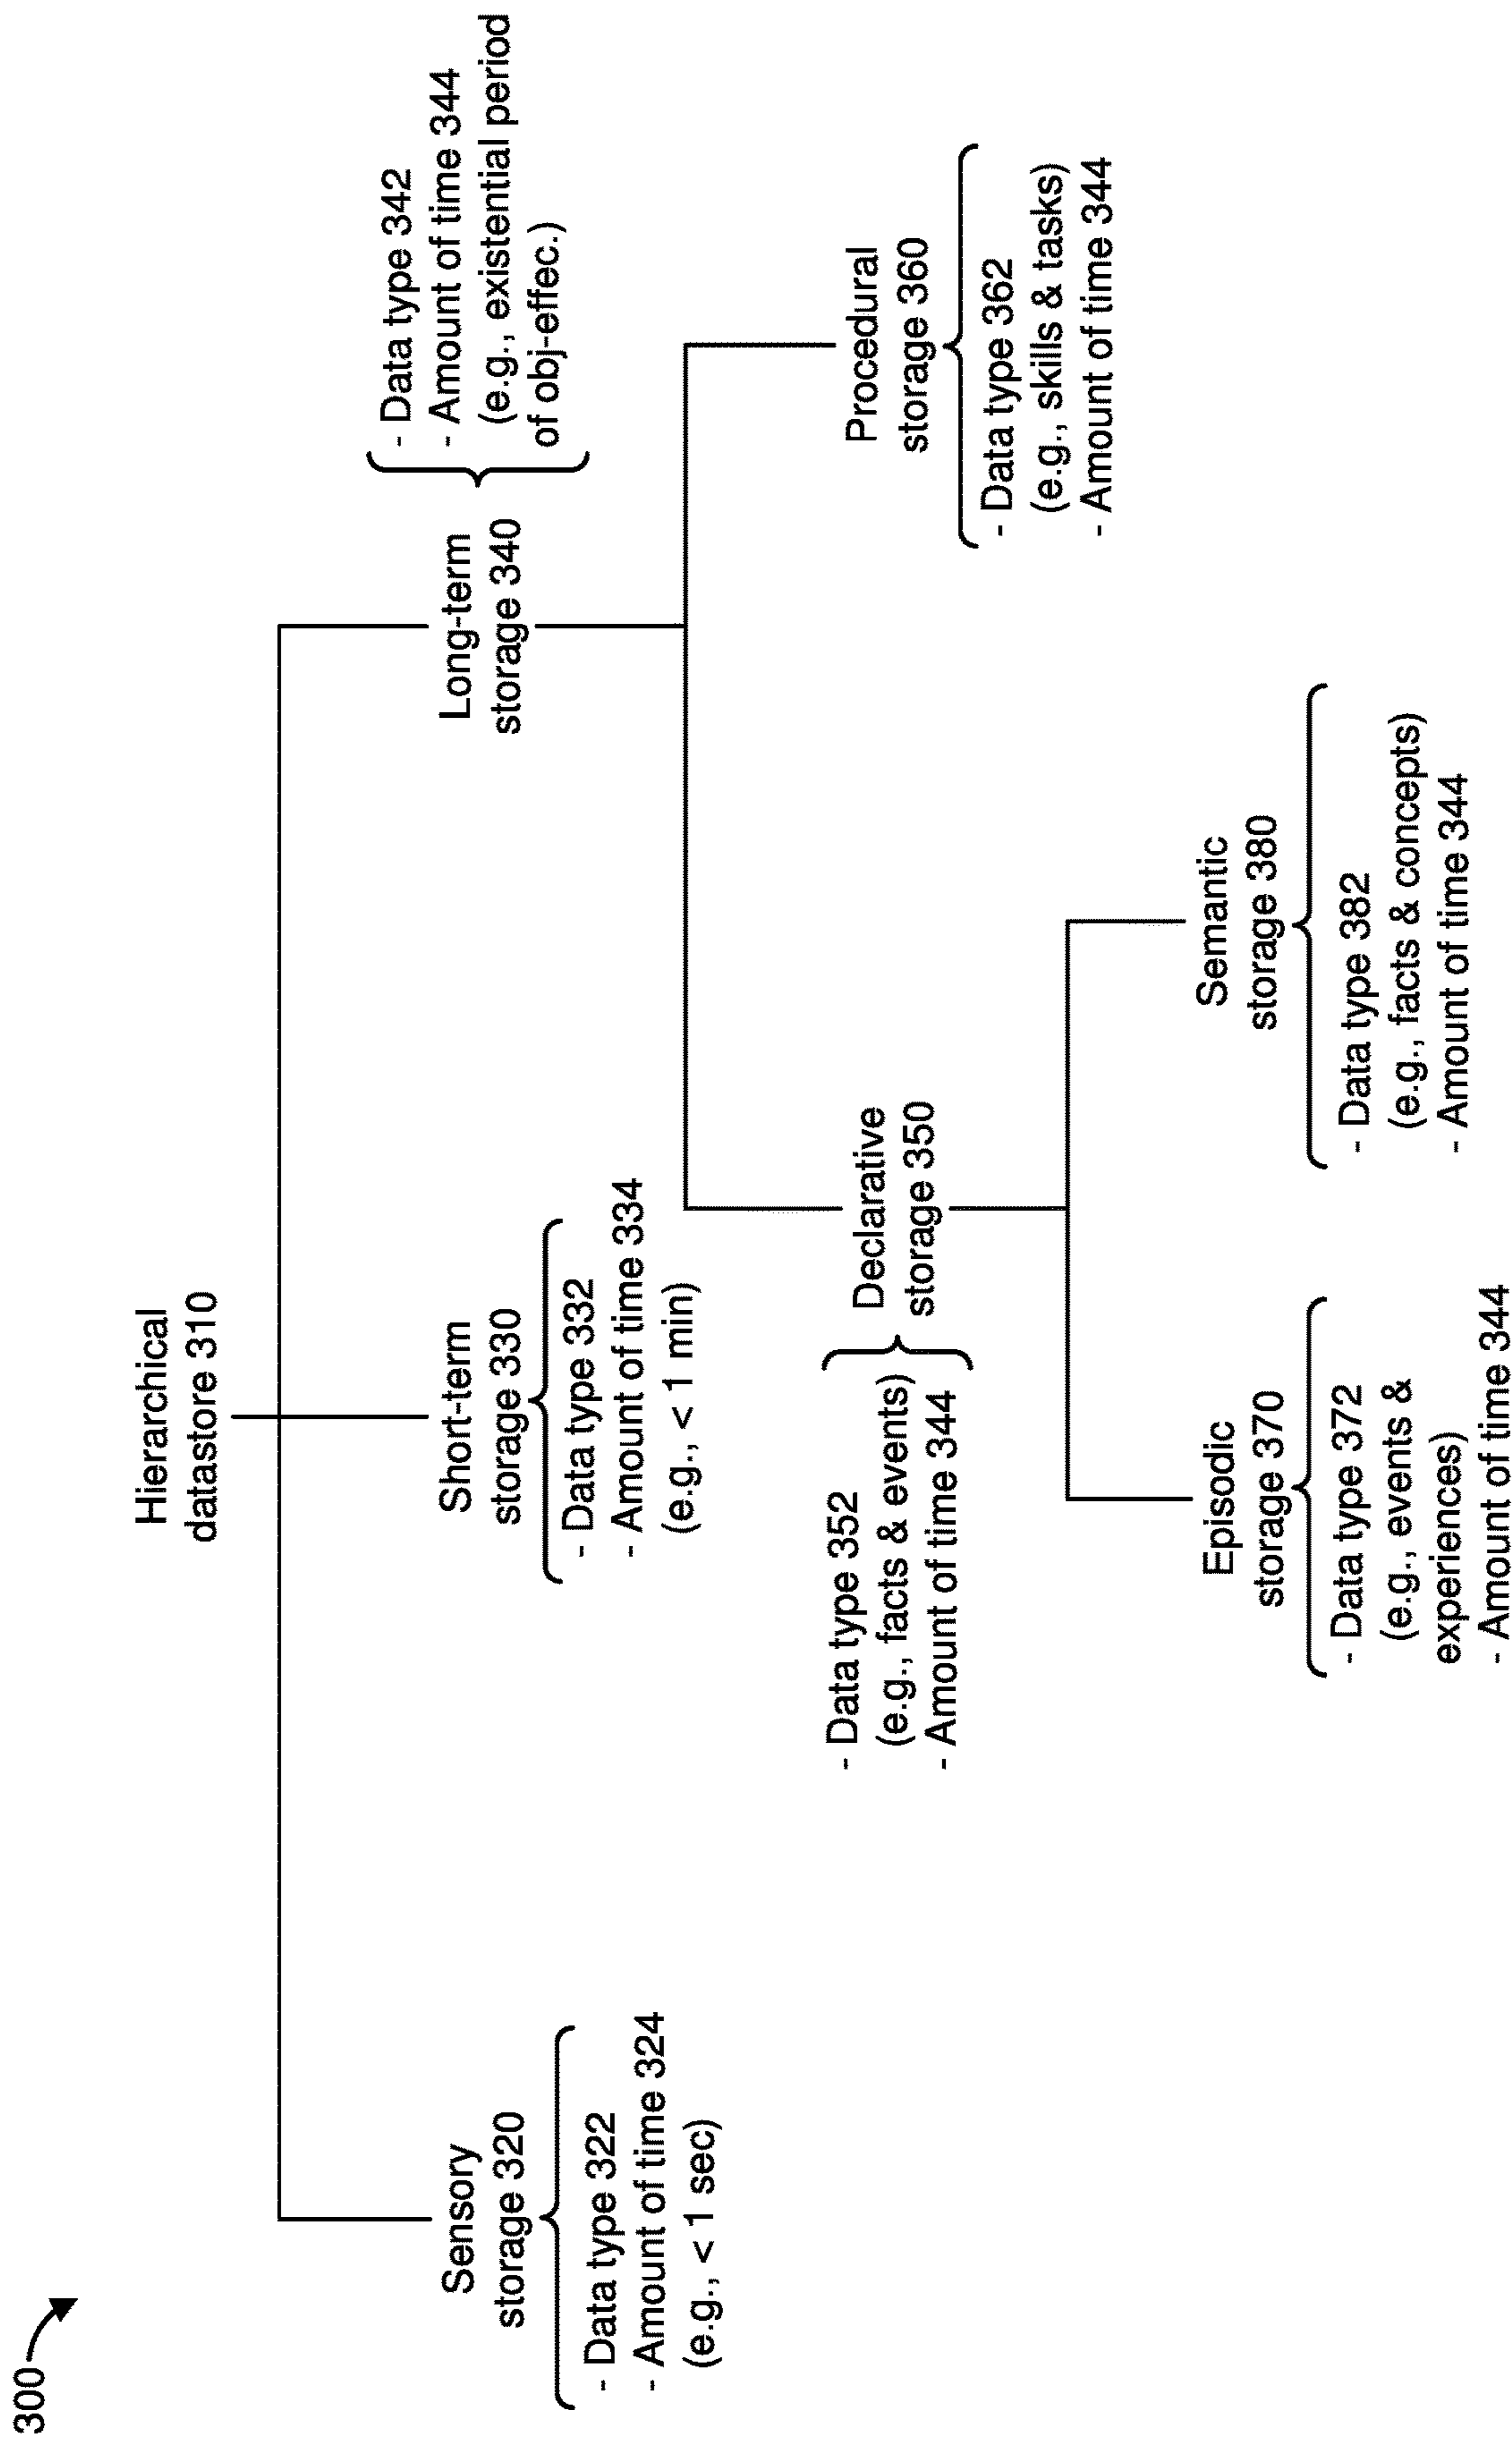 300
Hierarchical
datastore 310
Sensory
storage 320
- Data type 322
- Amount of time 324
(e.g., < 1 sec)
Short-term
storage 330
- Data type 332
- Amount of time 334
(e.g., < 1 min)
Long-term
storage 340
- Data type 342
- Amount of time 344
(e.g., existential period
of obj-effec.)
Declarative
storage 350
- Data type 352
(e.g., facts & events)
- Amount of time 344
Procedural
storage 360
- Data type 362
(e.g., skills & tasks)
- Amount of time 344
Episodic
storage 370
- Data type 372
(e.g., events &
experiences)
- Amount of time 344
Semantic
storage 380
- Data type 382
(e.g., facts & concepts)
- Amount of time 344